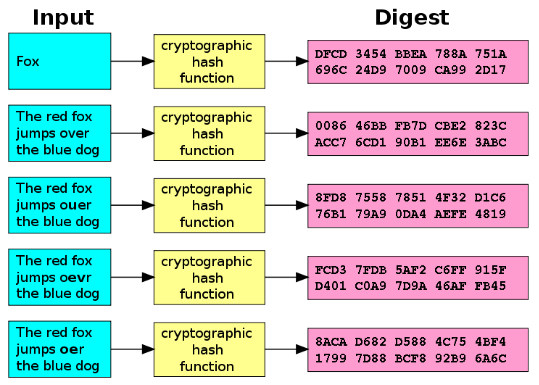 Input Digest
Fox
cryptographic
hash
function
DFCD 3454 BBEA 788A 751A
696C 24D9 7009 CA99 2D17
The red fox
jumps over
the blue dog
cryptographic
hash
function
0086 46BB FB7D CBE2 823C
ACC7 6CD1 90B1 EE6E 3ABC
The red fox
jumps ouer
the blue dog
cryptographic
hash
function
8FD8 7558 7851 4F32 D1C6
76B1 79A9 0DA4 AEFE 4819
The red fox
jumps oevr
the blue dog
cryptographic
hash
function
FCD3 7FDB 5AF2 C6FF 915F
D401 C0A9 7D9A 46AF FB45
The red fox
jumps oer
the blue dog
cryptographic
hash
function
8ACA D682 D588 4C75 4BF4
1799 7D88 BCF8 92B9 6A6C